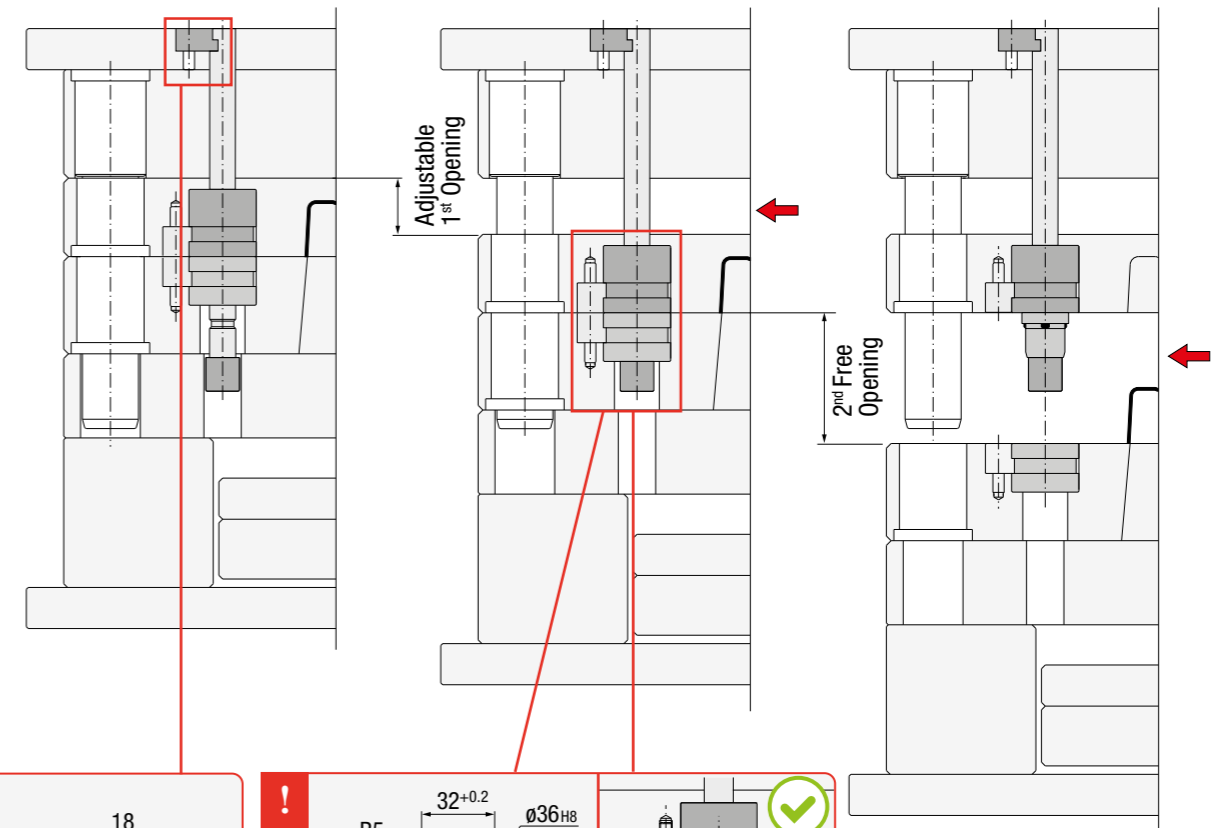 Adjustable
1st Opening
2nd Free
Opening
18
!
32+0.2
ø36H8